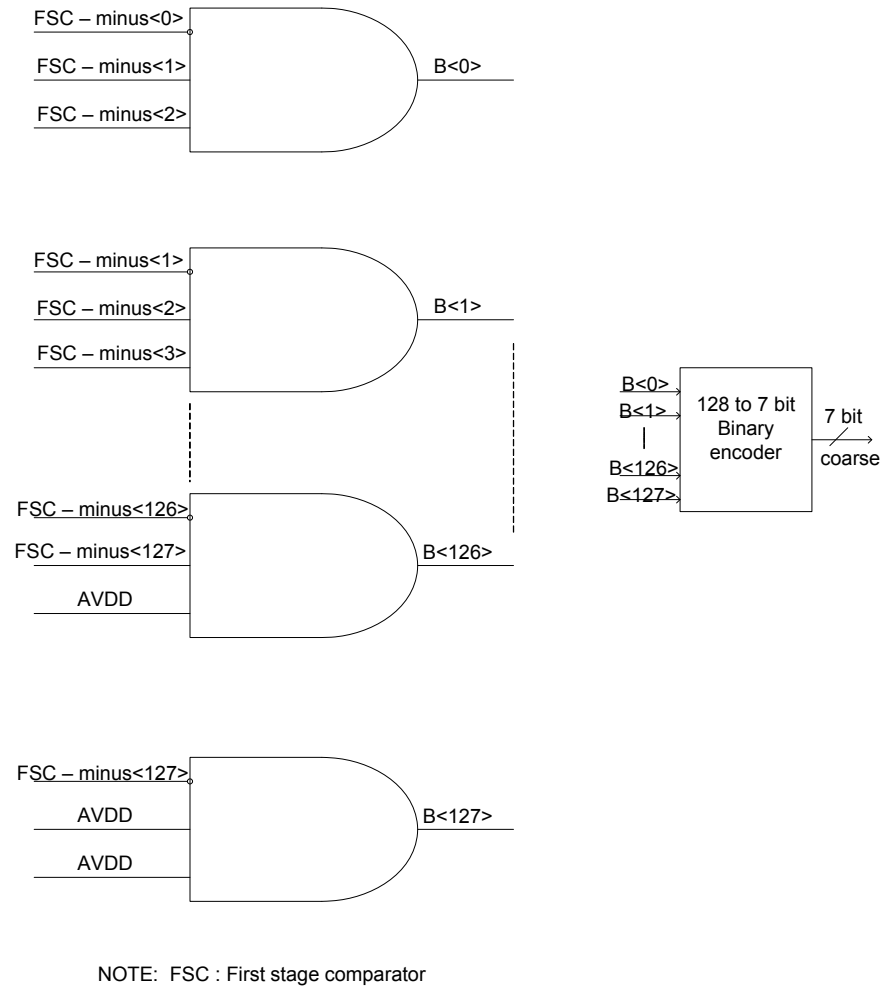 FSC – minus<0>
FSC – minus<1>
FSC – minus<2>
B<0>
FSC – minus<1>
FSC – minus<2>
FSC – minus<3>
B<1>
FSC – minus<126>
FSC – minus<127>
AVDD
B<126>
FSC – minus<127>
AVDD
AVDD
B<127>
B<0>
B<1>
B<126>
B<127>
128 to 7 bit
Binary
encoder
7 bit
coarse
NOTE: FSC : First stage comparator